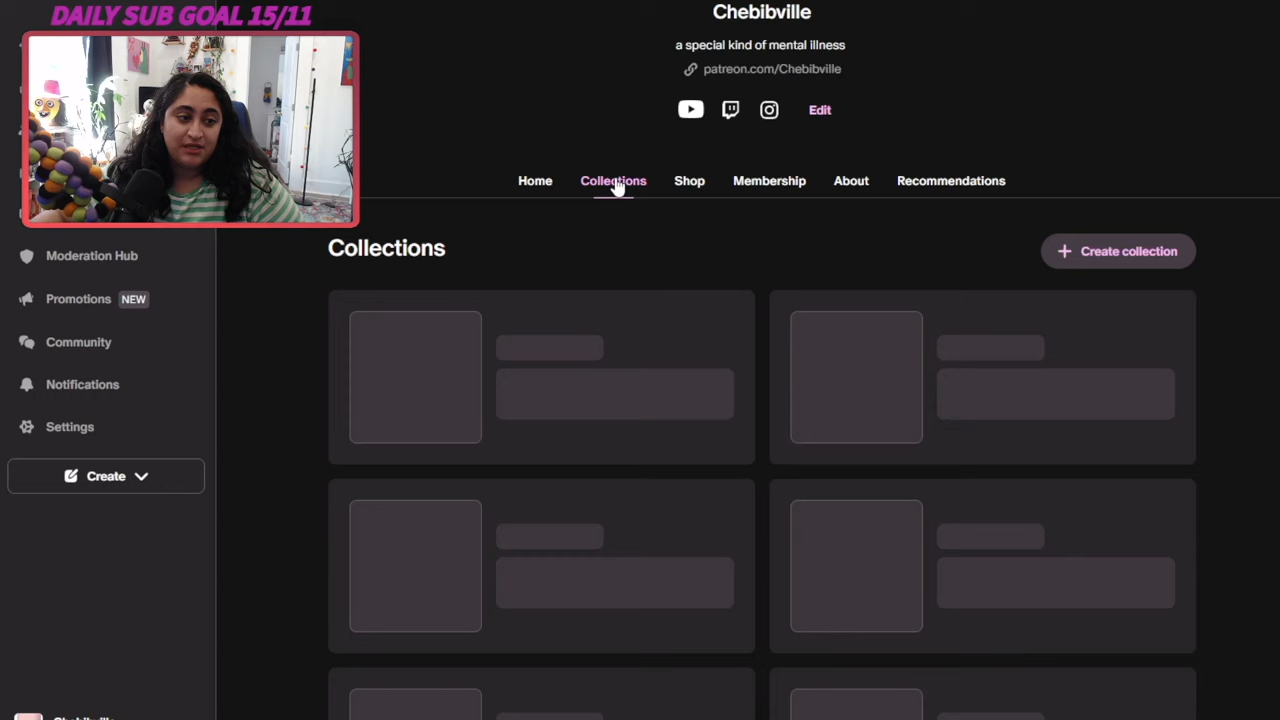 DAILY SUB GOAL 15/11
Chebibville
a special kind of mental illness
patreon.com/Chebibville
Edit
Home
Collections
Shop
Membership
About
Recommendations
Collections
+ Create collection
Moderation Hub
Promotions NEW
Community
Notifications
Settings
Create
Chebibville